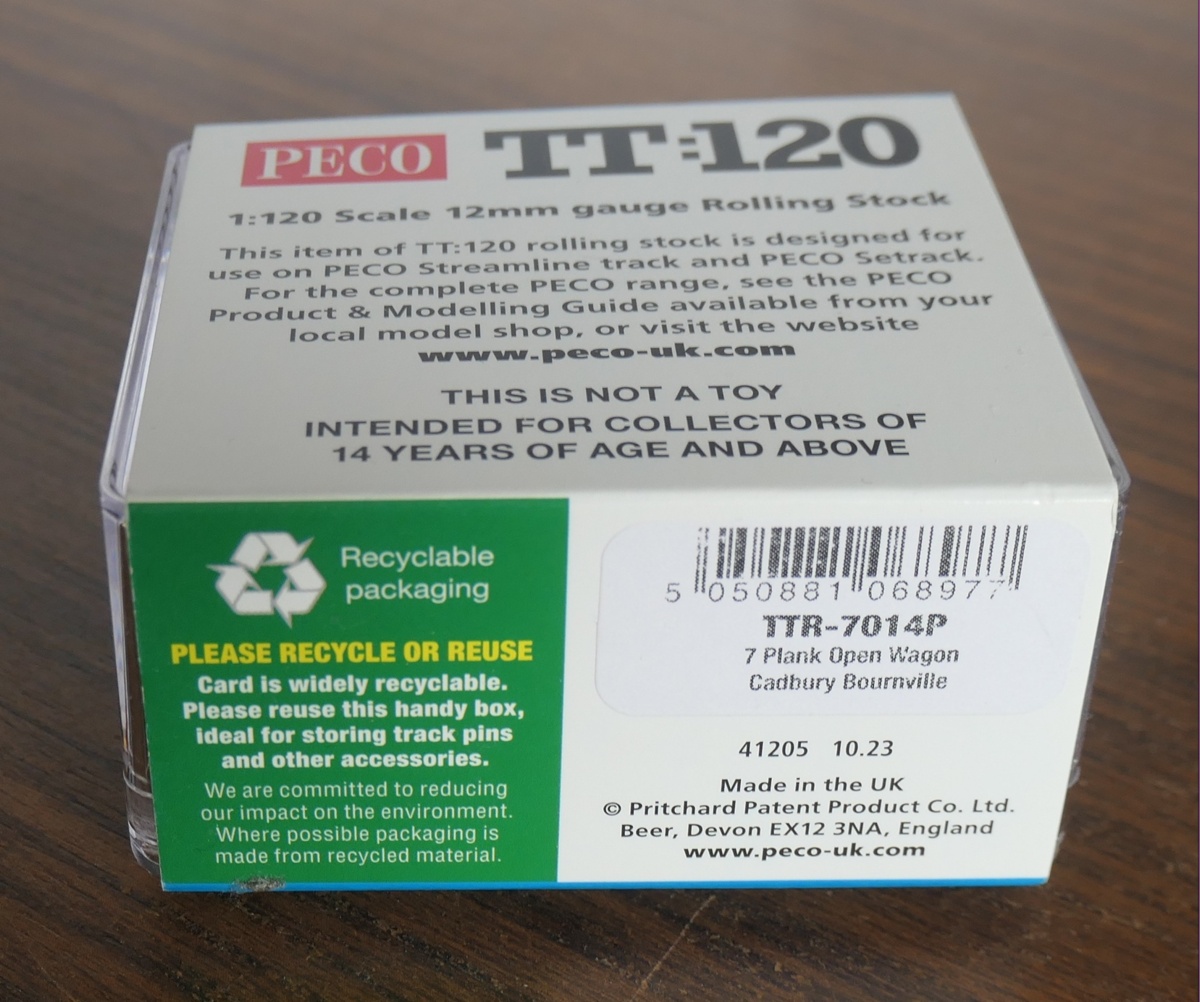 PECO TT:120
1:120 Scale 12mm gauge Rolling Stock
This item of TT:120 rolling stock is designed for
use on PECO Streamline track and PECO Setrack.
For the complete PECO range, see the PECO
Product & Modelling Guide available from your
local model shop, or visit the website
www.peco-uk.com
THIS IS NOT A TOY
INTENDED FOR COLLECTORS OF
14 YEARS OF AGE AND ABOVE
Recyclable
packaging
PLEASE RECYCLE OR REUSE
Card is widely recyclable.
Please reuse this handy box,
ideal for storing track pins
and other accessories.
We are committed to reducing
our impact on the environment.
Where possible packaging is
made from recycled material.
5 050881 068977
TTR-7014P
7 Plank Open Wagon
Cadbury Bournville
41205 10.23
Made in the UK
© Pritchard Patent Product Co. Ltd.
Beer, Devon EX12 3NA, England
www.peco-uk.com